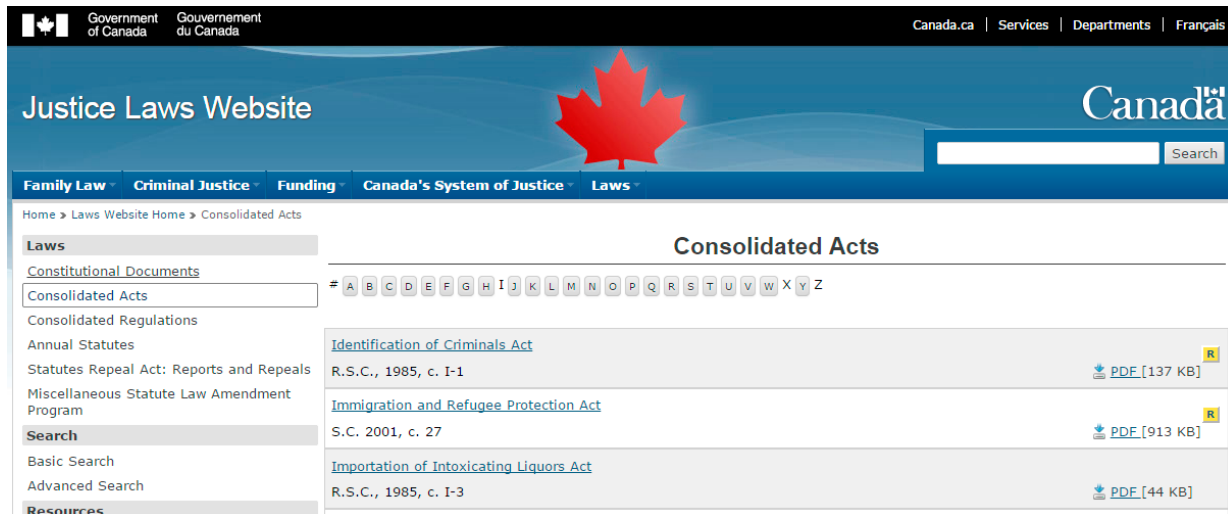 Government of Canada
Gouvernement du Canada
Canada.ca | Services | Departments | Français
Justice Laws Website
Canada
Search
Family Law Criminal Justice Funding Canada's System of Justice Laws
Home > Laws Website Home > Consolidated Acts
Laws
Constitutional Documents
Consolidated Acts
Consolidated Regulations
Annual Statutes
Statutes Repeal Act: Reports and Repeals
Miscellaneous Statute Law Amendment
Program
Search
Basic Search
Advanced Search
Resources
Consolidated Acts
# A B C D E F G H I J K L M N O P Q R S T U V W X Y Z
Identification of Criminals Act
R
R.S.C., 1985, c. I-1 PDF [137 KB]
Immigration and Refugee Protection Act
R
S.C. 2001, c. 27 PDF [913 KB]
Importation of Intoxicating Liquors Act
R.S.C., 1985, c. I-3 PDF [44 KB]